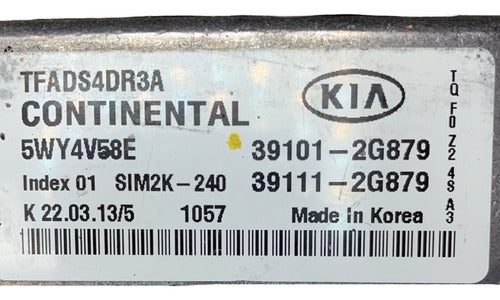 TFADS4DR3A
KIA
CONTINENTAL
5WY4V58E 39101-2G879
Index 01 SIM2K-240 39111-2G879
K 22.03.13/5 1057 Made In Korea
TQ F0 Z2 4S A3